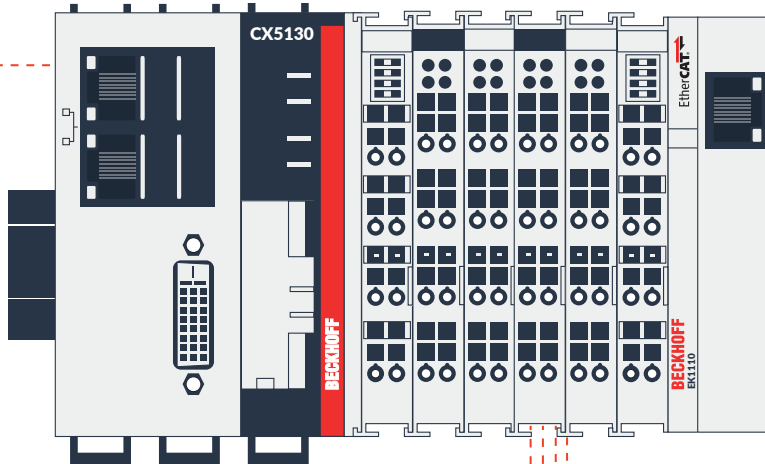 CX5130
BECKHOFF
EtherCAT
BECKHOFF
EK1110